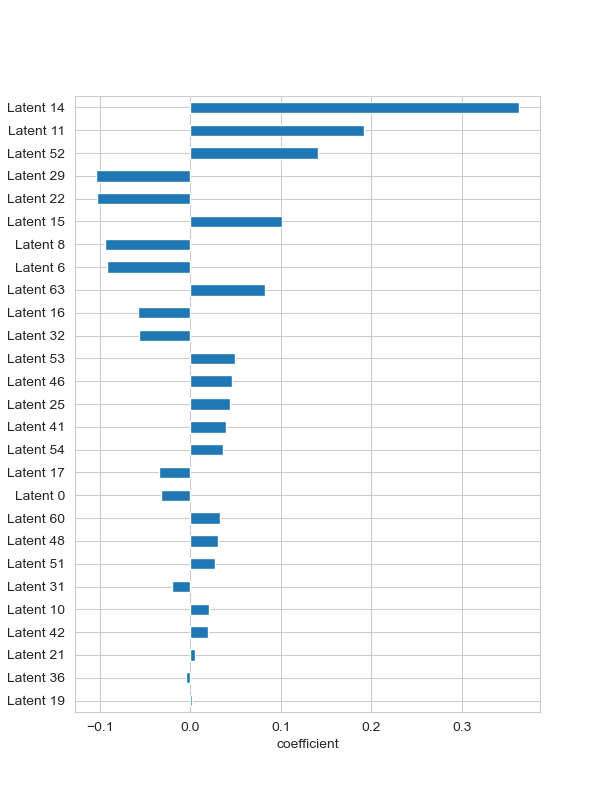 Latent 14
Latent 11
Latent 52
Latent 29
Latent 22
Latent 15
Latent 8
Latent 6
Latent 63
Latent 16
Latent 32
Latent 53
Latent 46
Latent 25
Latent 41
Latent 54
Latent 17
Latent 0
Latent 60
Latent 48
Latent 51
Latent 31
Latent 10
Latent 42
Latent 21
Latent 36
Latent 19
−0.1 0.0 0.1 0.2 0.3
coefficient